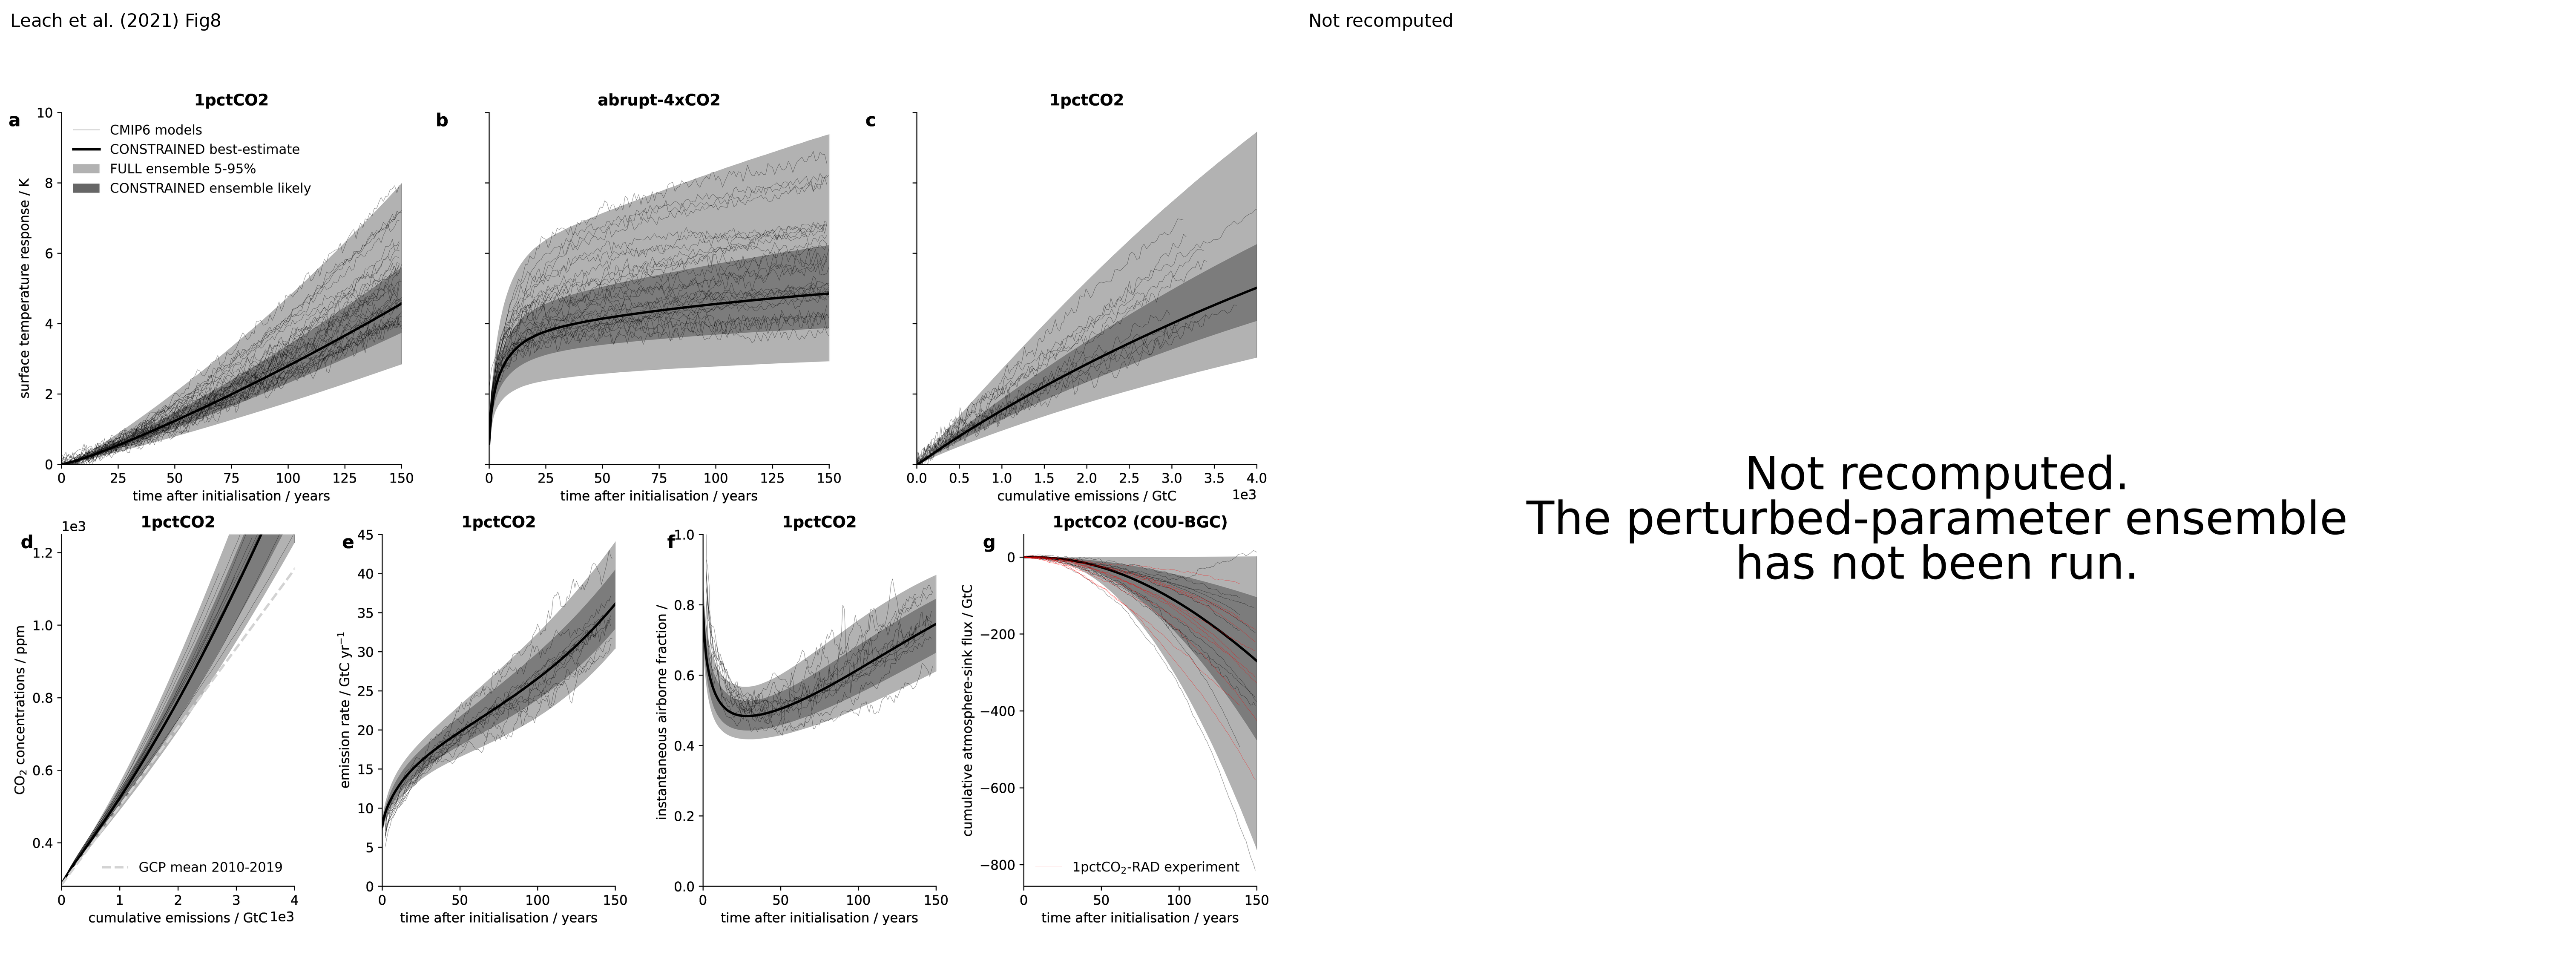 Leach et al. (2021) Fig8
Not recomputed
1pctCO2
a
10
8
6
4
2
0
surface temperature response / K
CMIP6 models
CONSTRAINED best-estimate
FULL ensemble 5-95%
CONSTRAINED ensemble likely
0 25 50 75 100 125 150
time after initialisation / years
abrupt-4xCO2
b
0 25 50 75 100 125 150
time after initialisation / years
1pctCO2
c
0.0 0.5 1.0 1.5 2.0 2.5 3.0 3.5 4.0
1e3
cumulative emissions / GtC
1pctCO2
d
1e3
1.2
1.0
0.8
0.6
0.4
CO₂ concentrations / ppm
GCP mean 2010-2019
0 1 2 3 4
cumulative emissions / GtC 1e3
1pctCO2
e
45
40
35
30
25
20
15
10
5
0
emission rate / GtC yr⁻¹
0 50 100 150
time after initialisation / years
1pctCO2
f
1.0
0.8
0.6
0.4
0.2
0.0
instantaneous airborne fraction /
0 50 100 150
time after initialisation / years
1pctCO2 (COU-BGC)
g
0
−200
−400
−600
−800
cumulative atmosphere-sink flux / GtC
1pctCO₂-RAD experiment
0 50 100 150
time after initialisation / years
Not recomputed.
The perturbed-parameter ensemble
has not been run.